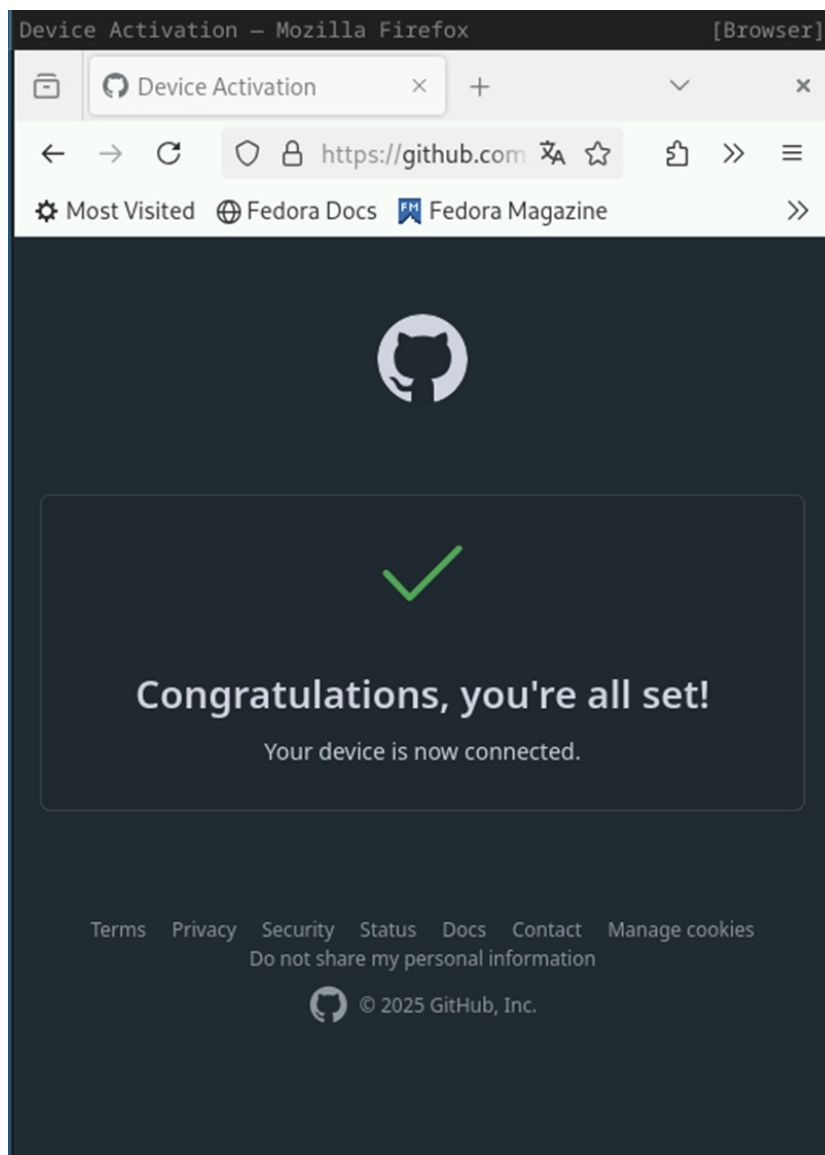 Device Activation — Mozilla Firefox [Browser]
Device Activation
https://github.com
Most Visited Fedora Docs FM Fedora Magazine
Congratulations, you're all set!
Your device is now connected.
Terms Privacy Security Status Docs Contact Manage cookies
Do not share my personal information
© 2025 GitHub, Inc.